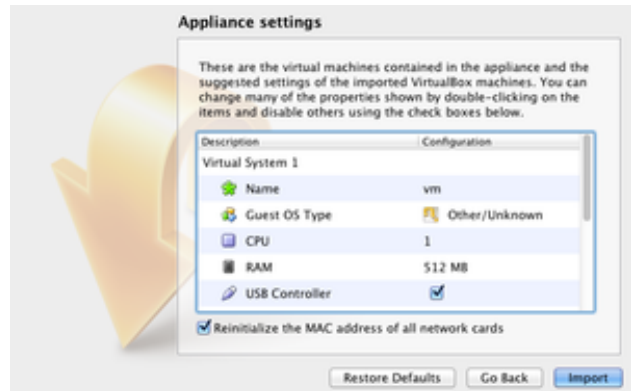 Appliance settings
These are the virtual machines contained in the appliance and the
suggested settings of the imported VirtualBox machines. You can
change many of the properties shown by double-clicking on the
items and disable others using the check boxes below.
Description Configuration
Virtual System 1
Name vm
Guest OS Type Other/Unknown
CPU 1
RAM 512 MB
USB Controller
Reinitialize the MAC address of all network cards
Restore Defaults Go Back Import